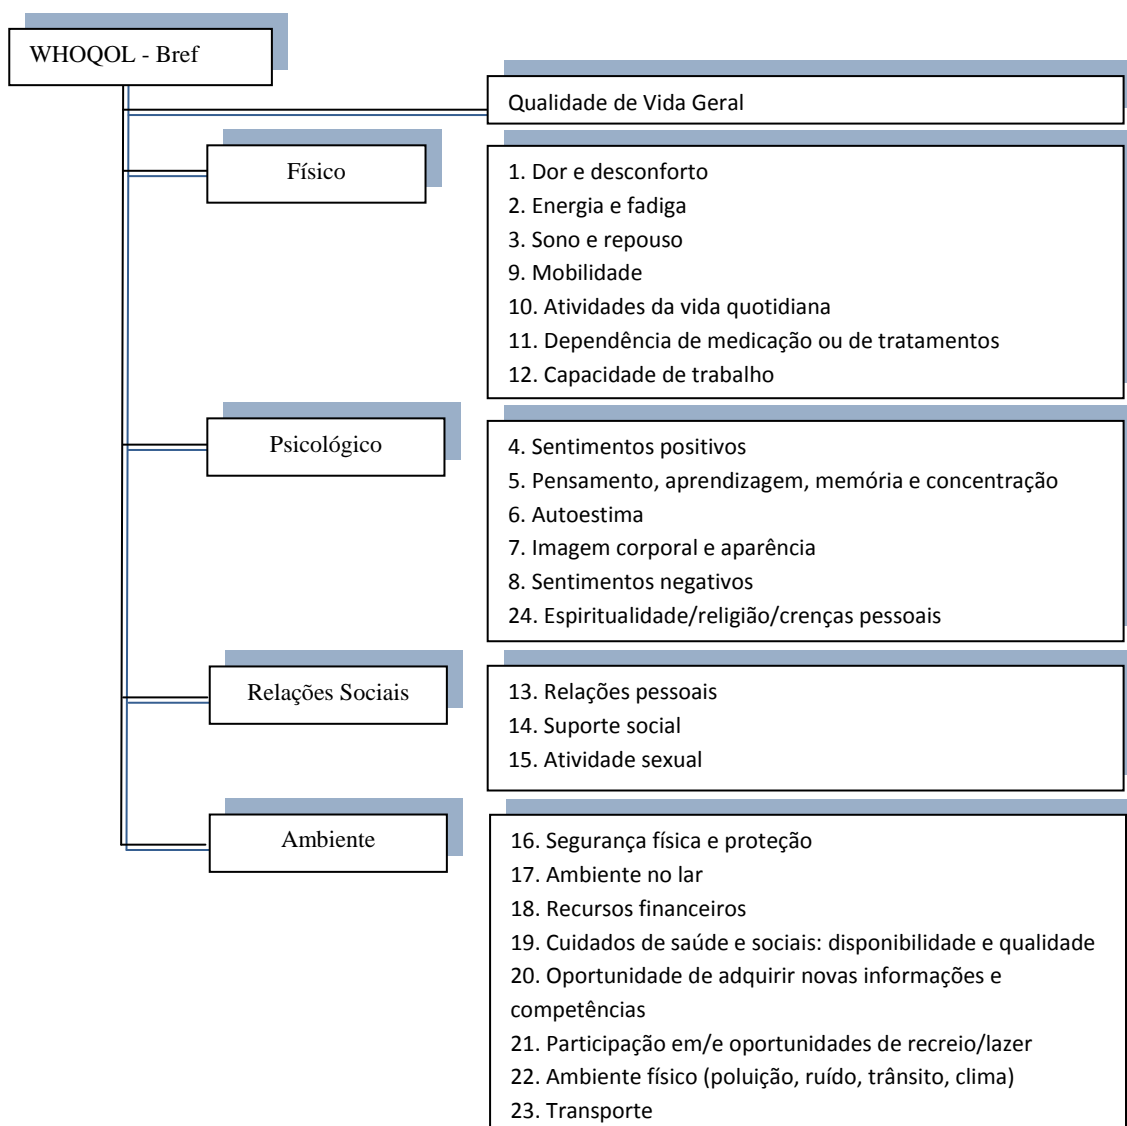 WHOQOL - Bref
Qualidade de Vida Geral
Físico
1. Dor e desconforto
2. Energia e fadiga
3. Sono e repouso
9. Mobilidade
10. Atividades da vida quotidiana
11. Dependência de medicação ou de tratamentos
12. Capacidade de trabalho
Psicológico
4. Sentimentos positivos
5. Pensamento, aprendizagem, memória e concentração
6. Autoestima
7. Imagem corporal e aparência
8. Sentimentos negativos
24. Espiritualidade/religião/crenças pessoais
Relações Sociais
13. Relações pessoais
14. Suporte social
15. Atividade sexual
Ambiente
16. Segurança física e proteção
17. Ambiente no lar
18. Recursos financeiros
19. Cuidados de saúde e sociais: disponibilidade e qualidade
20. Oportunidade de adquirir novas informações e
competências
21. Participação em/e oportunidades de recreio/lazer
22. Ambiente físico (poluição, ruído, trânsito, clima)
23. Transporte